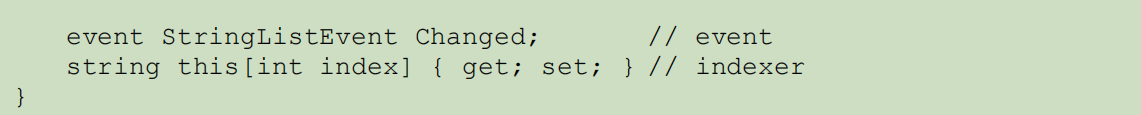 event StringListEvent Changed;       // event
string this[int index] { get; set; } // indexer
}